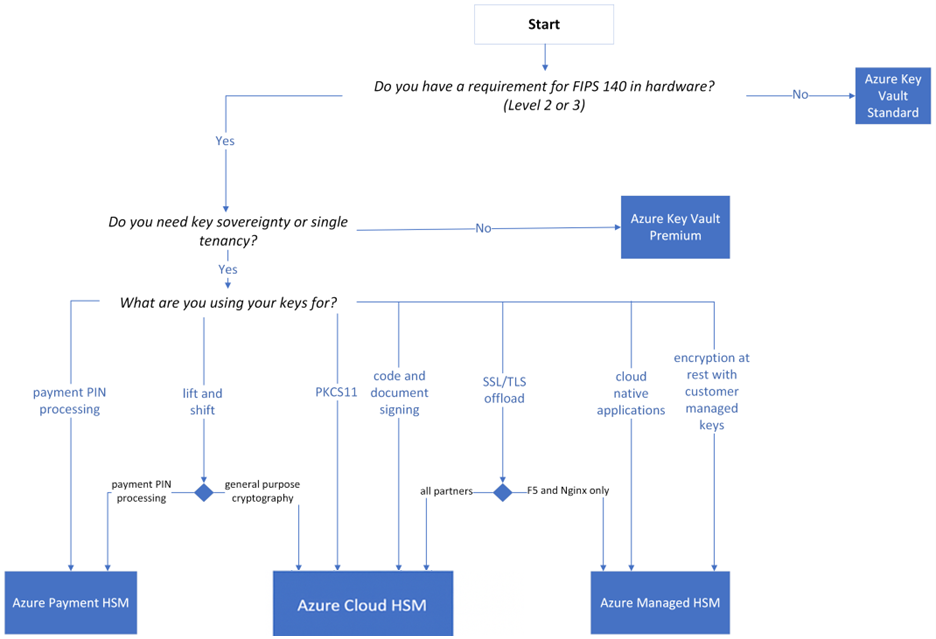 Start
Do you have a requirement for FIPS 140 in hardware?
(Level 2 or 3)
No
Azure Key
Vault
Standard
Yes
Do you need key sovereignty or single
tenancy?
No
Azure Key Vault
Premium
Yes
What are you using your keys for?
payment PIN
processing
lift and
shift
PKCS11
code and
document
signing
SSL/TLS
offload
cloud
native
applications
encryption at
rest with
customer
managed
keys
payment PIN
processing
general purpose
cryptography
all partners
F5 and Nginx only
Azure Payment HSM
Azure Cloud HSM
Azure Managed HSM